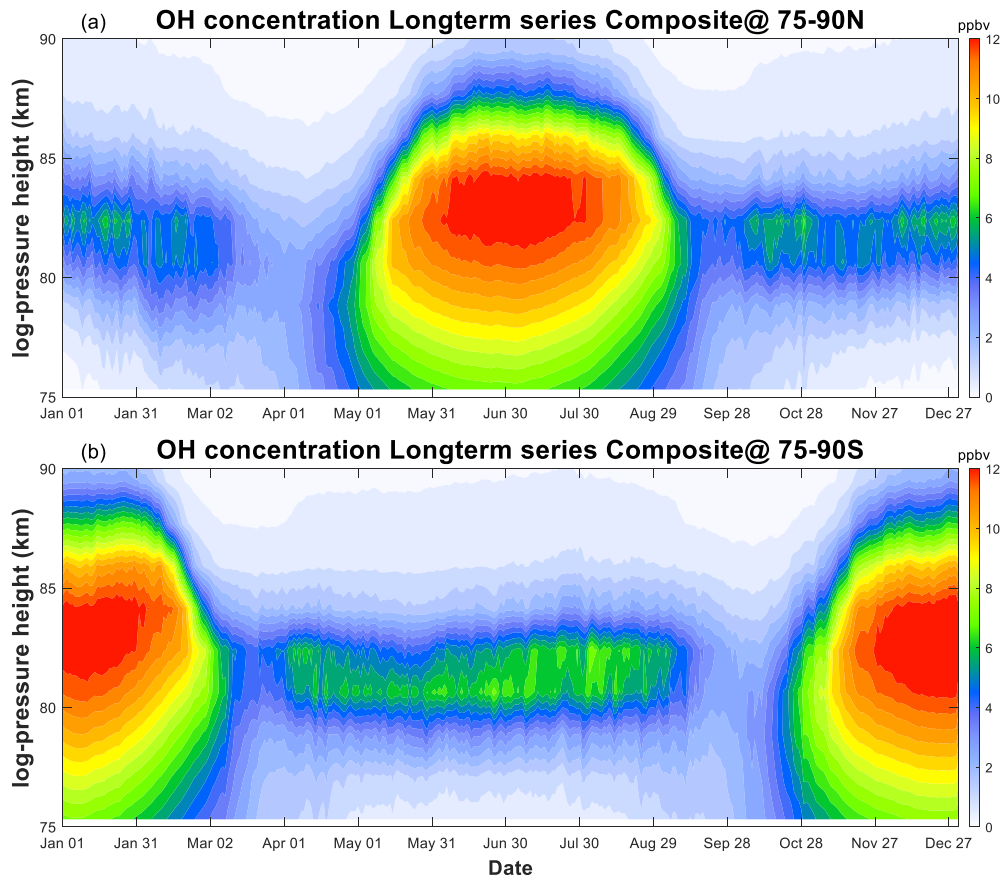 (a)
OH concentration Longterm series Composite@ 75-90N
ppbv
log-pressure height (km)
90
85
80
75
Jan 01 Jan 31 Mar 02 Apr 01 May 01 May 31 Jun 30 Jul 30 Aug 29 Sep 28 Oct 28 Nov 27 Dec 27
12
10
8
6
4
2
0
(b)
OH concentration Longterm series Composite@ 75-90S
ppbv
log-pressure height (km)
90
85
80
75
Jan 01 Jan 31 Mar 02 Apr 01 May 01 May 31 Jun 30 Jul 30 Aug 29 Sep 28 Oct 28 Nov 27 Dec 27
Date
12
10
8
6
4
2
0